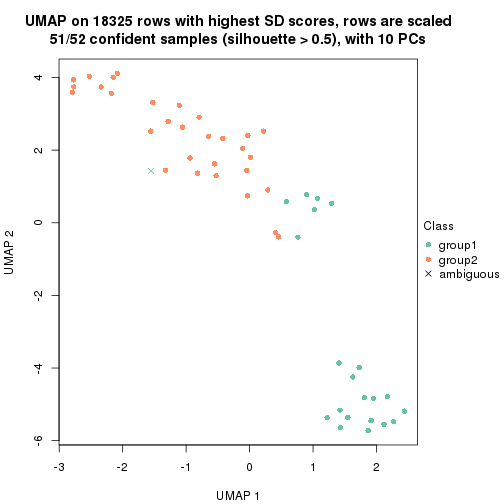 UMAP on 18325 rows with highest SD scores, rows are scaled
51/52 confident samples (silhouette > 0.5), with 10 PCs
4
2
0
-2
-4
-6
UMAP 2
-3
-2
-1
0
1
2
UMAP 1
Class
group1
group2
ambiguous